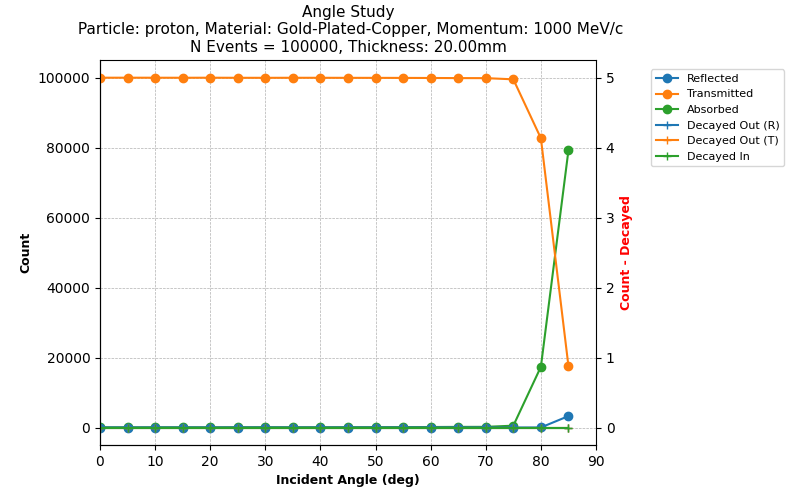 Angle Study
Particle: proton, Material: Gold-Plated-Copper, Momentum: 1000 MeV/c
N Events = 100000, Thickness: 20.00mm
Count
100000
80000
60000
40000
20000
0
0 10 20 30 40 50 60 70 80 90
Incident Angle (deg)
5
4
3
2
1
0
Count - Decayed
Reflected
Transmitted
Absorbed
Decayed Out (R)
Decayed Out (T)
Decayed In